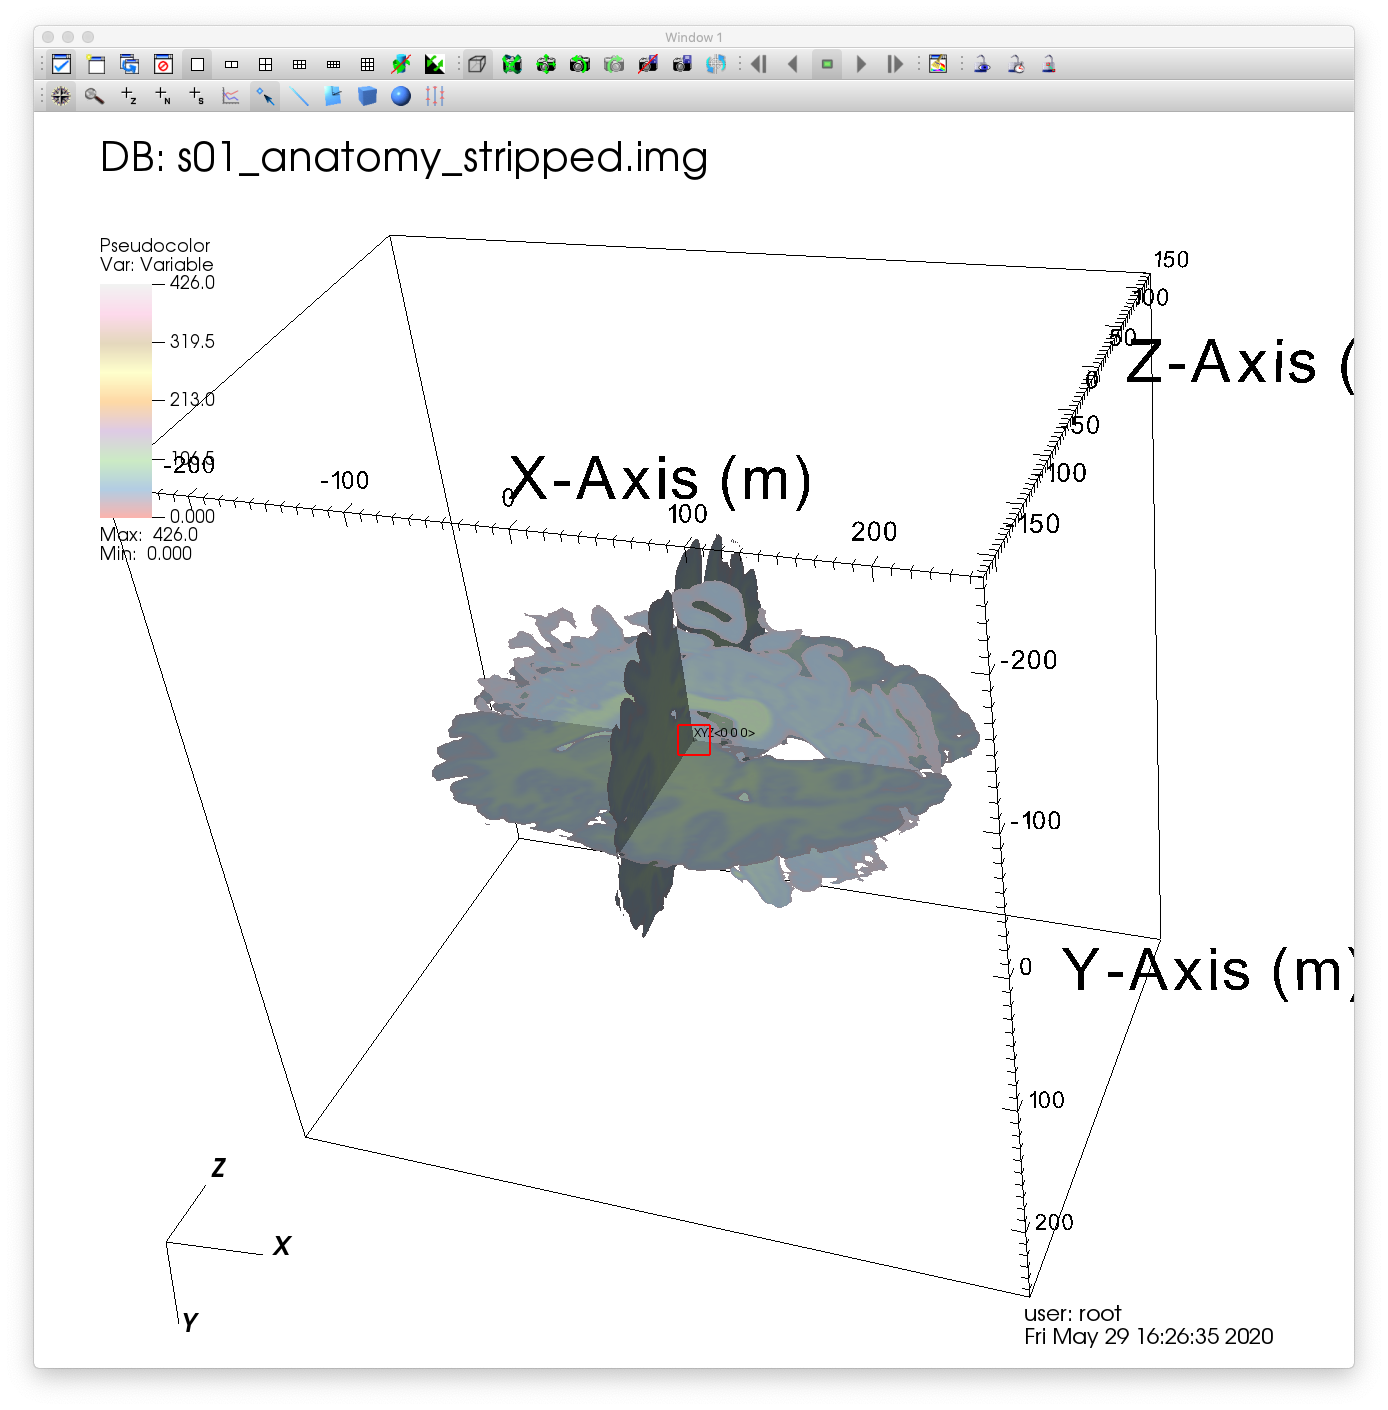 Window 1
DB: s01_anatomy_stripped.img
Pseudocolor
Var: Variable
426.0
319.5
213.0
106.5
0.000
Max: 426.0
Min: 0.000
-200
-100
0
100
200
X-Axis (m)
150
100
50
0
-50
-100
-150
Z-Axis (
-200
-100
0
100
200
Y-Axis (m)
XYZ<0 0 0>
Z
X
Y
user: root
Fri May 29 16:26:35 2020